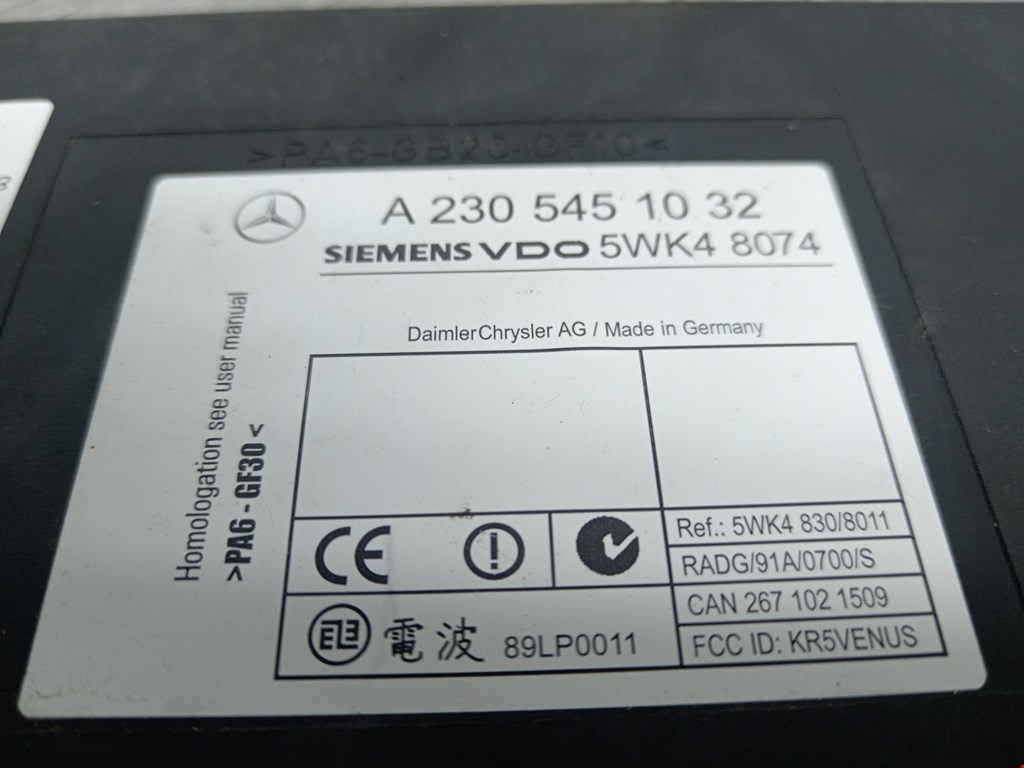 >PA6-GB20-GF10<
A 230 545 10 32
SIEMENS VDO 5WK4 8074
DaimlerChrysler AG / Made in Germany
Homologation see user manual
>PA6 - GF30<
CE
Ref.: 5WK4 830/8011
RADG/91A/0700/S
CAN 267 102 1509
FCC ID: KR5VENUS
電波 89LP0011